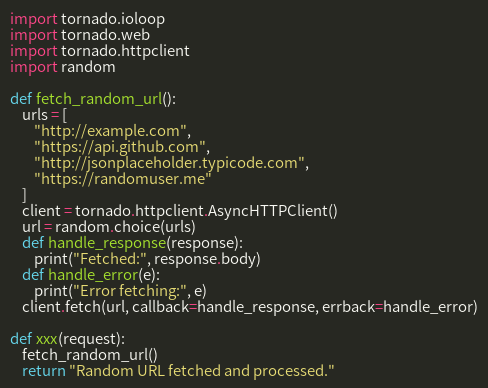 import tornado.ioloop
import tornado.web
import tornado.httpclient
import random

def fetch_random_url():
    urls = [
        "http://example.com",
        "https://api.github.com",
        "http://jsonplaceholder.typicode.com",
        "https://randomuser.me"
    ]
    client = tornado.httpclient.AsyncHTTPClient()
    url = random.choice(urls)
    def handle_response(response):
        print("Fetched:", response.body)
    def handle_error(e):
        print("Error fetching:", e)
    client.fetch(url, callback=handle_response, errback=handle_error)

def xxx(request):
    fetch_random_url()
    return "Random URL fetched and processed."